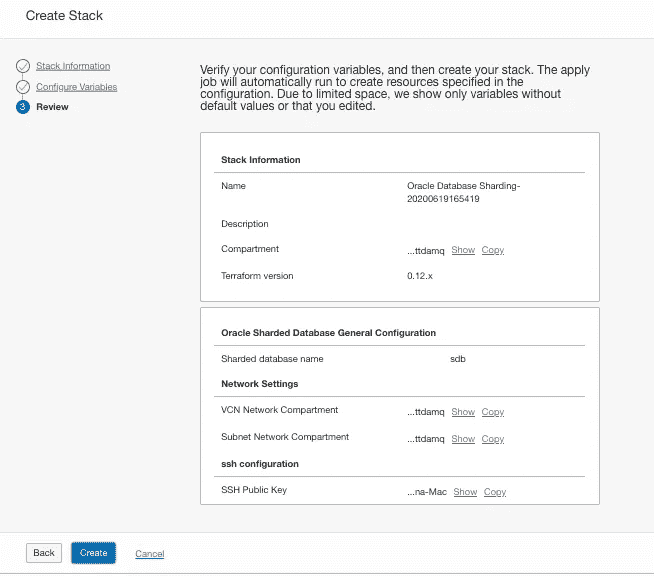 Create Stack
Stack Information
Configure Variables
3 Review
Verify your configuration variables, and then create your stack. The apply
job will automatically run to create resources specified in the
configuration. Due to limited space, we show only variables without
default values or that you edited.
Stack Information
Name Oracle Database Sharding-
20200619165419
Description
Compartment ...ttdamq Show Copy
Terraform version 0.12.x
Oracle Sharded Database General Configuration
Sharded database name sdb
Network Settings
VCN Network Compartment ...ttdamq Show Copy
Subnet Network Compartment ...ttdamq Show Copy
ssh configuration
SSH Public Key ...na-Mac Show Copy
Back Create Cancel